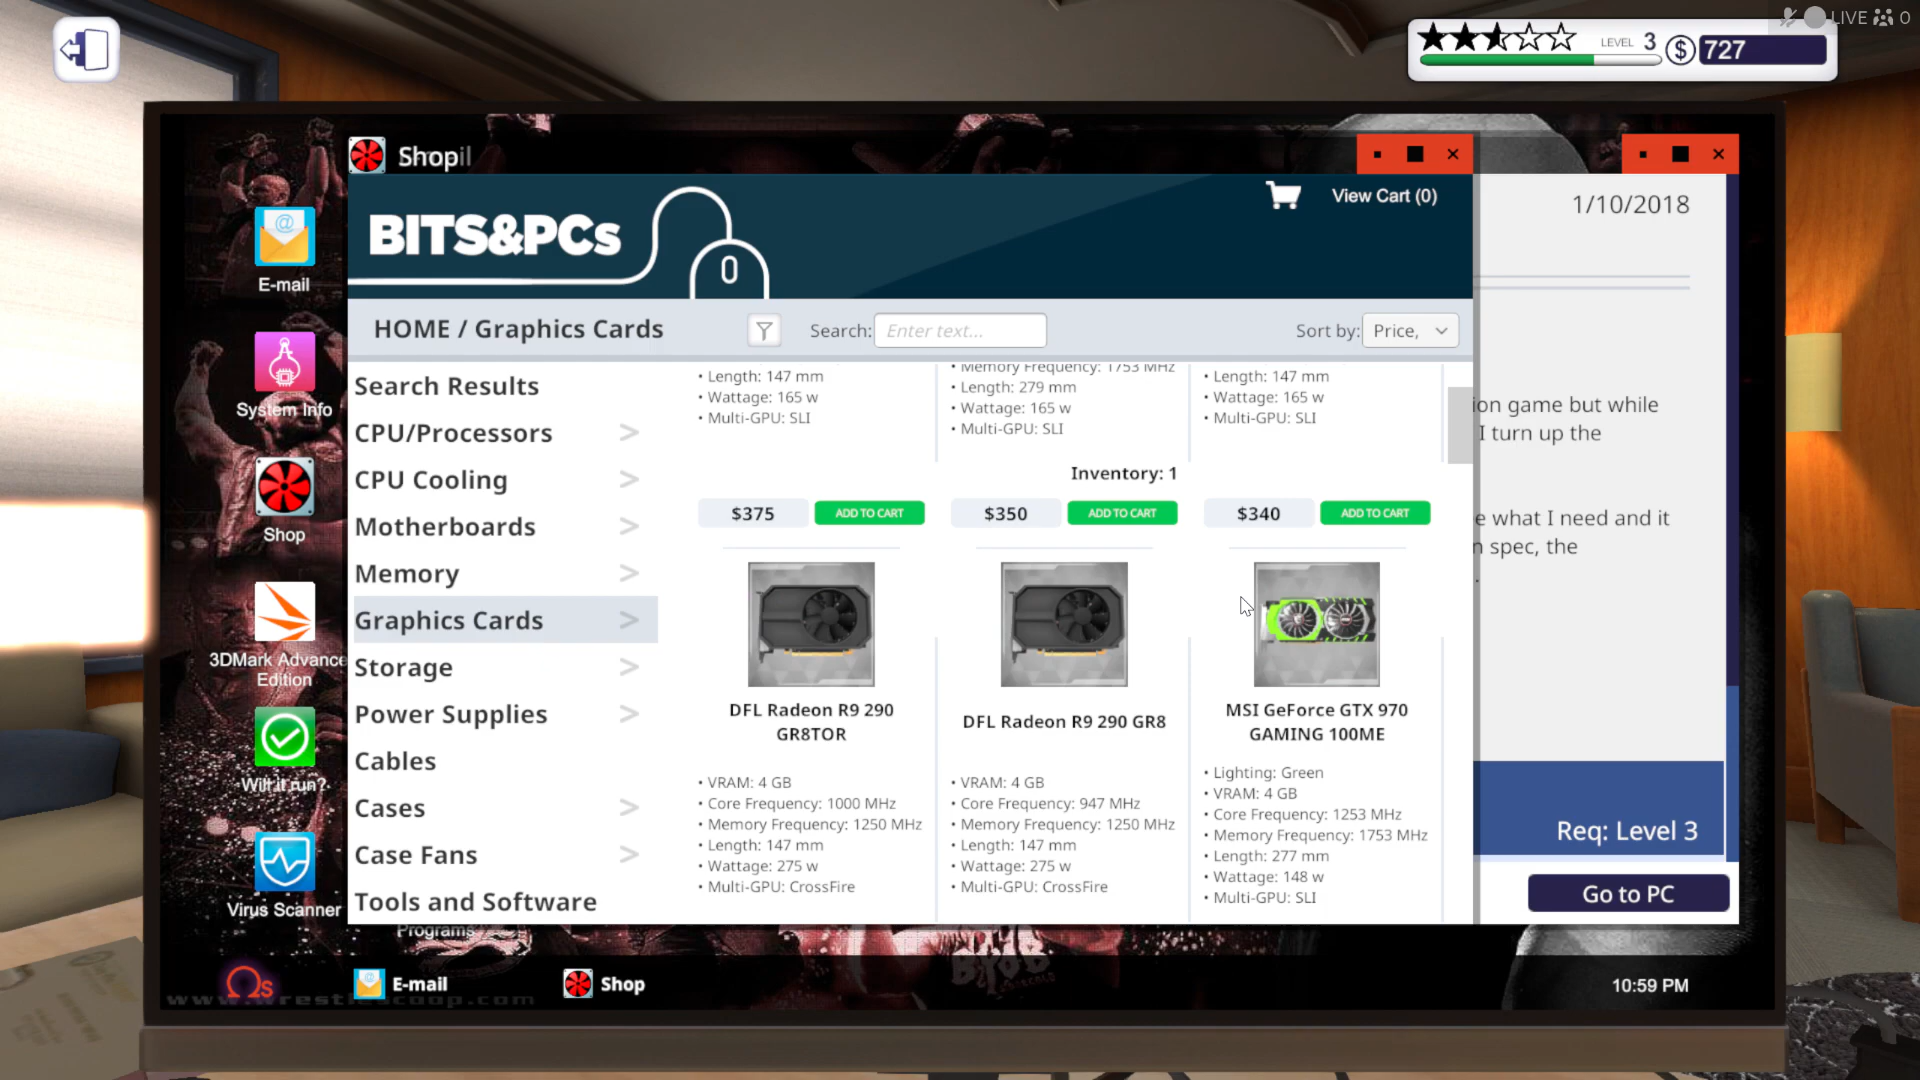 LIVE 0
LEVEL 3 $ 727
Shop
View Cart (0)
BITS&PCs
1/10/2018
HOME / Graphics Cards
Search: Enter text...
Sort by: Price,
E-mail
System Info
Shop
3DMark Advance
Edition
Will it run?
Virus Scanner
Programs
Search Results
CPU/Processors >
CPU Cooling >
Motherboards >
Memory >
Graphics Cards >
Storage >
Power Supplies >
Cables
Cases >
Case Fans >
Tools and Software
• Length: 147 mm
• Wattage: 165 w
• Multi-GPU: SLI
$375 ADD TO CART
• Memory Frequency: 1753 MHz
• Length: 279 mm
• Wattage: 165 w
• Multi-GPU: SLI
Inventory: 1
$350 ADD TO CART
• Length: 147 mm
• Wattage: 165 w
• Multi-GPU: SLI
$340 ADD TO CART
DFL Radeon R9 290
GR8TOR
• VRAM: 4 GB
• Core Frequency: 1000 MHz
• Memory Frequency: 1250 MHz
• Length: 147 mm
• Wattage: 275 w
• Multi-GPU: CrossFire
DFL Radeon R9 290 GR8
• VRAM: 4 GB
• Core Frequency: 947 MHz
• Memory Frequency: 1250 MHz
• Length: 147 mm
• Wattage: 275 w
• Multi-GPU: CrossFire
MSI GeForce GTX 970
GAMING 100ME
• Lighting: Green
• VRAM: 4 GB
• Core Frequency: 1253 MHz
• Memory Frequency: 1753 MHz
• Length: 277 mm
• Wattage: 148 w
• Multi-GPU: SLI
ion game but while
I turn up the
e what I need and it
n spec, the
Req: Level 3
Go to PC
E-mail
Shop
10:59 PM